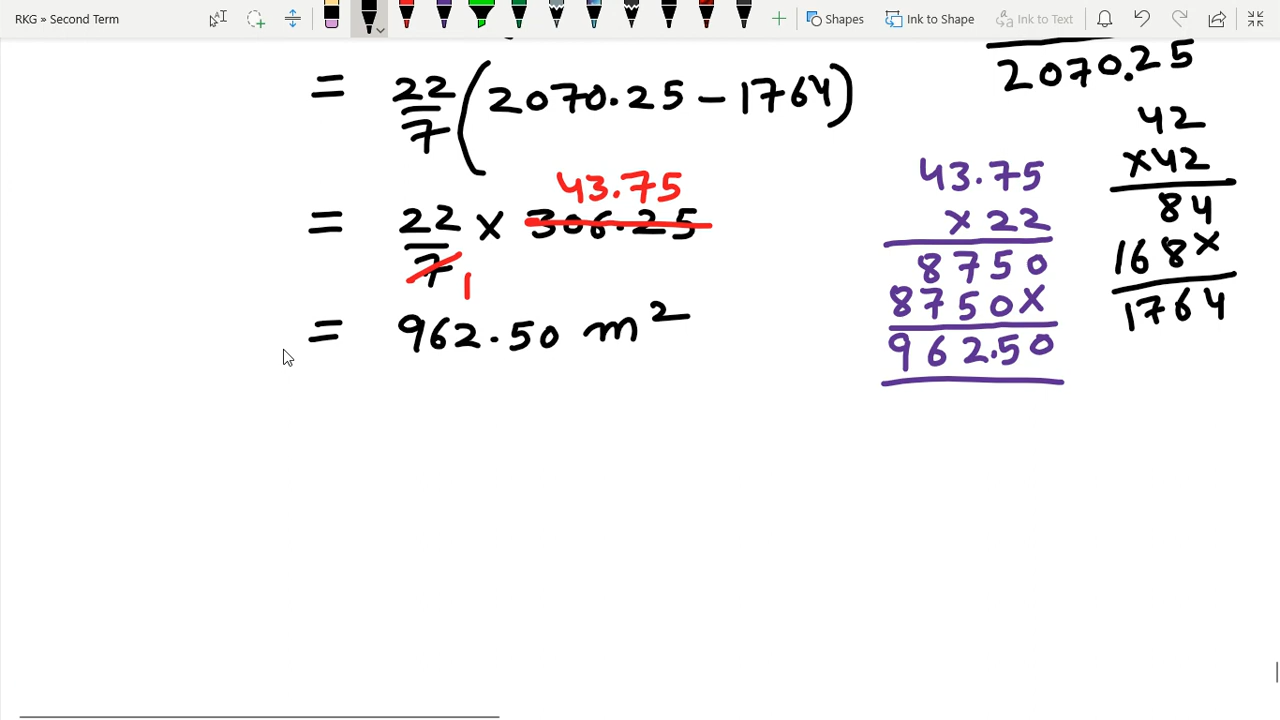 RKG » Second Term
Shapes
Ink to Shape
Ink to Text
= 22/7 (2070.25 - 1764)
43.75
= 22/7 x 306.25
1
= 962.50 m²
2070.25
42
x42
84
168x
1764
43.75
x 22
8750
8750x
962.50